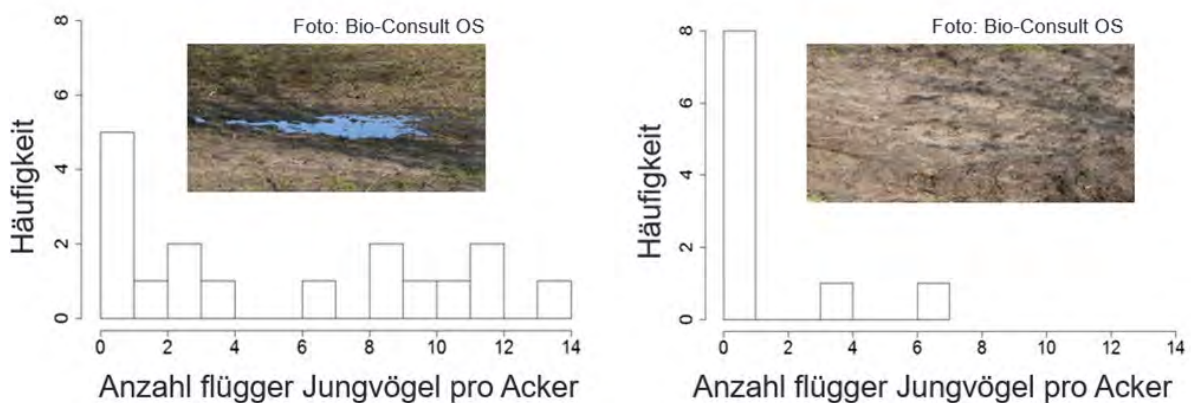 Foto: Bio-Consult OS
Häufigkeit
8
6
4
2
0
0 2 4 6 8 10 12 14
Anzahl flügger Jungvögel pro Acker
Foto: Bio-Consult OS
Häufigkeit
8
6
4
2
0
0 2 4 6 8 10 12 14
Anzahl flügger Jungvögel pro Acker